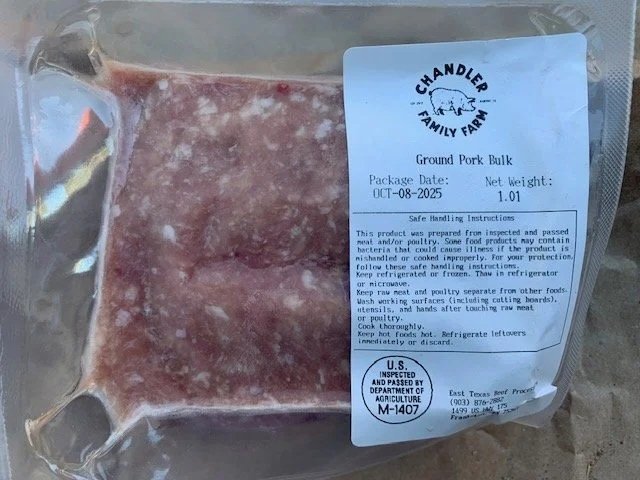 CHANDLER
FAMILY FARM
Ground Pork Bulk
Package Date:
OCT-08-2025
Net Weight:
1.01
Safe Handling Instructions
This product was prepared from inspected and passed
meat and/or poultry. Some food products may contain
bacteria that could cause illness if the product is
mishandled or cooked improperly. For your protection,
follow these safe handling instructions.
Keep refrigerated or frozen. Thaw in refrigerator
or microwave.
Keep raw meat and poultry separate from other foods.
Wash working surfaces (including cutting boards),
utensils, and hands after touching raw meat
or poultry.
Cook thoroughly.
Keep hot foods hot. Refrigerate leftovers
immediately or discard.
U.S.
INSPECTED
AND PASSED BY
DEPARTMENT OF
AGRICULTURE
M-1407
East Texas Beef
(903) 876-2882
1499 US 175